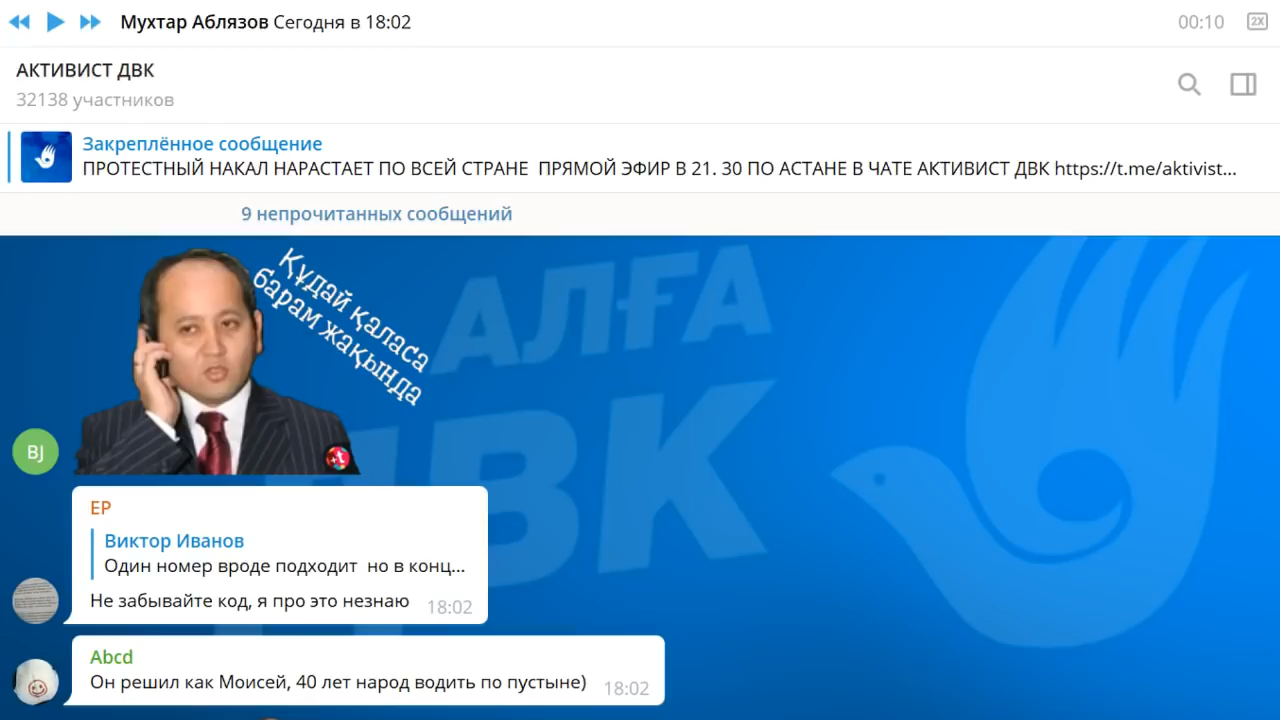 Мухтар Аблязов Сегодня в 18:02
00:10
2X
АКТИВИСТ ДВК
32138 участников
Закреплённое сообщение
ПРОТЕСТНЫЙ НАКАЛ НАРАСТАЕТ ПО ВСЕЙ СТРАНЕ ПРЯМОЙ ЭФИР В 21. 30 ПО АСТАНЕ В ЧАТЕ АКТИВИСТ ДВК https://t.me/aktivist...
9 непрочитанных сообщений
Құдай қаласа
барам жақында
АЛҒА
ДВК
BJ
+t
EP
Виктор Иванов
Один номер вроде подходит но в конц...
Не забывайте код, я про это незнаю 18:02
Abcd
Он решил как Моисей, 40 лет народ водить по пустыне) 18:02